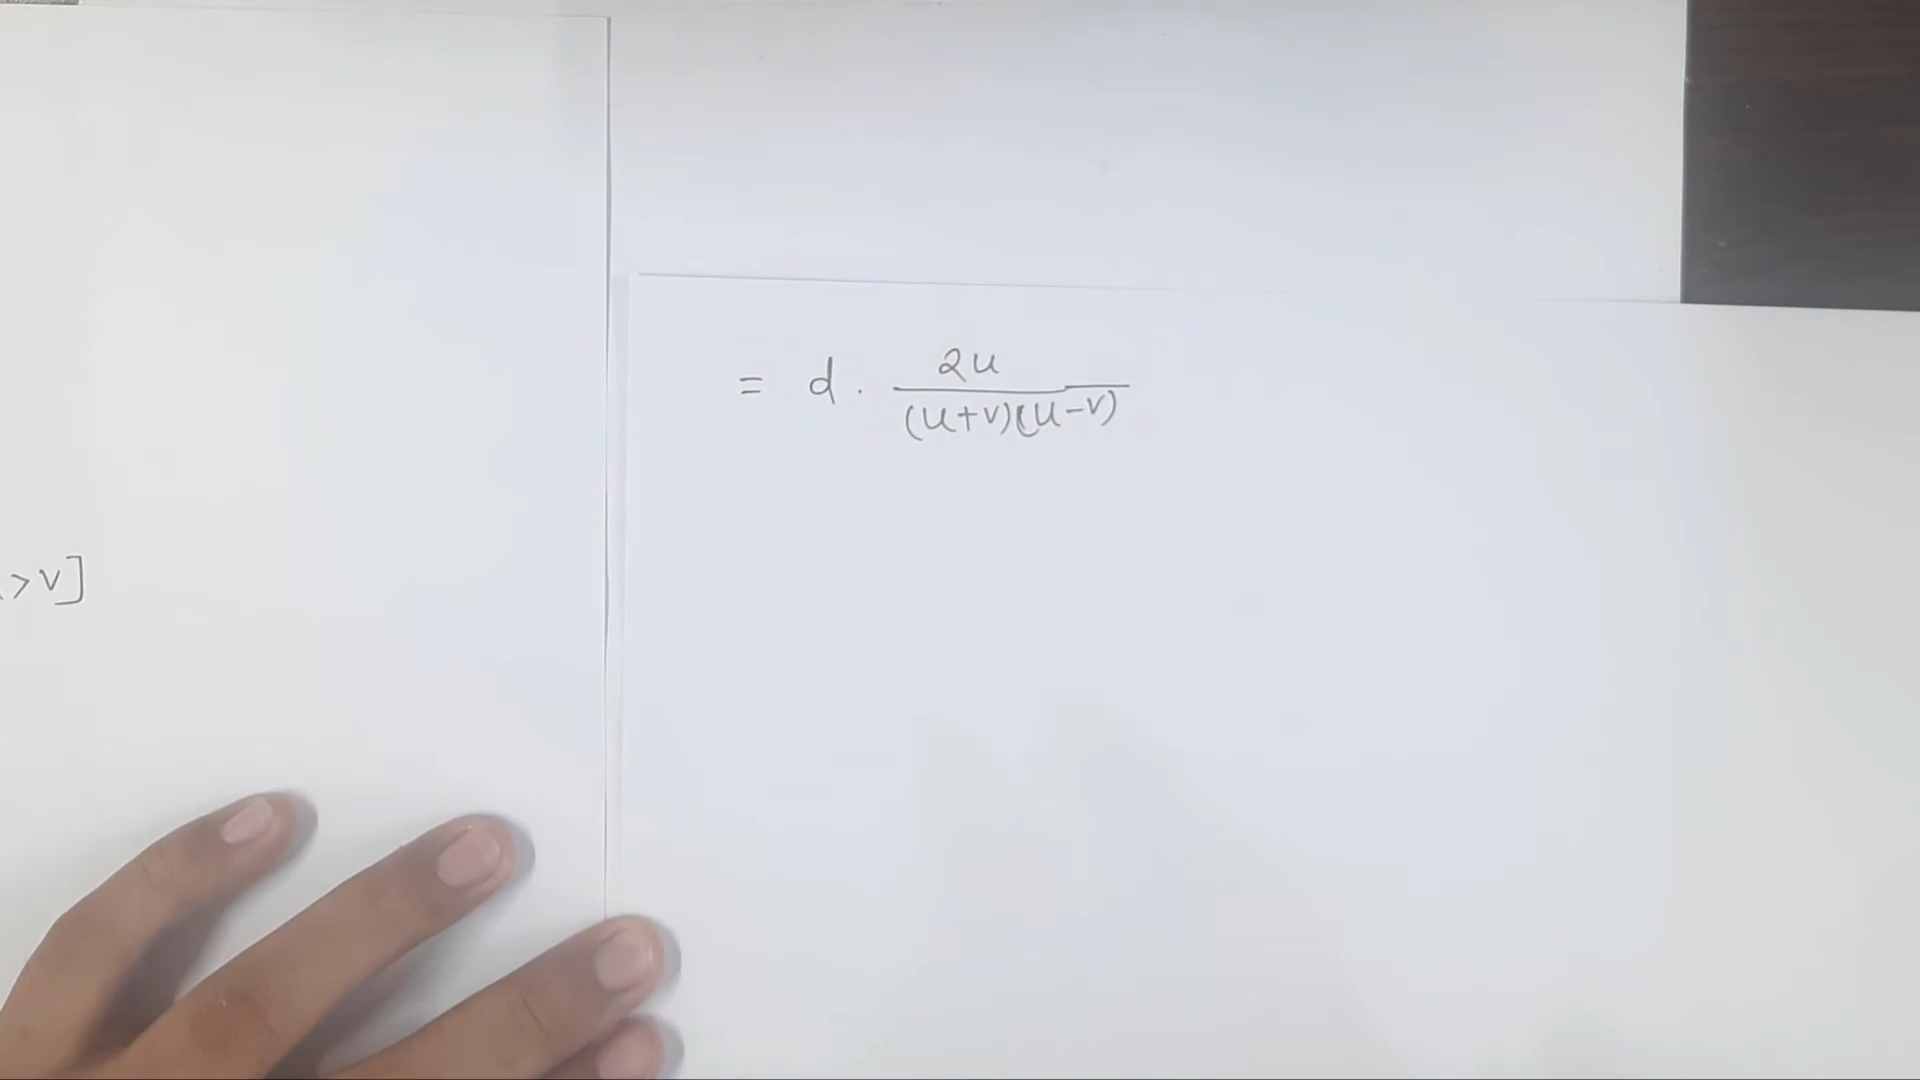 = d . 2u / (u+v)(u-v)
>v]